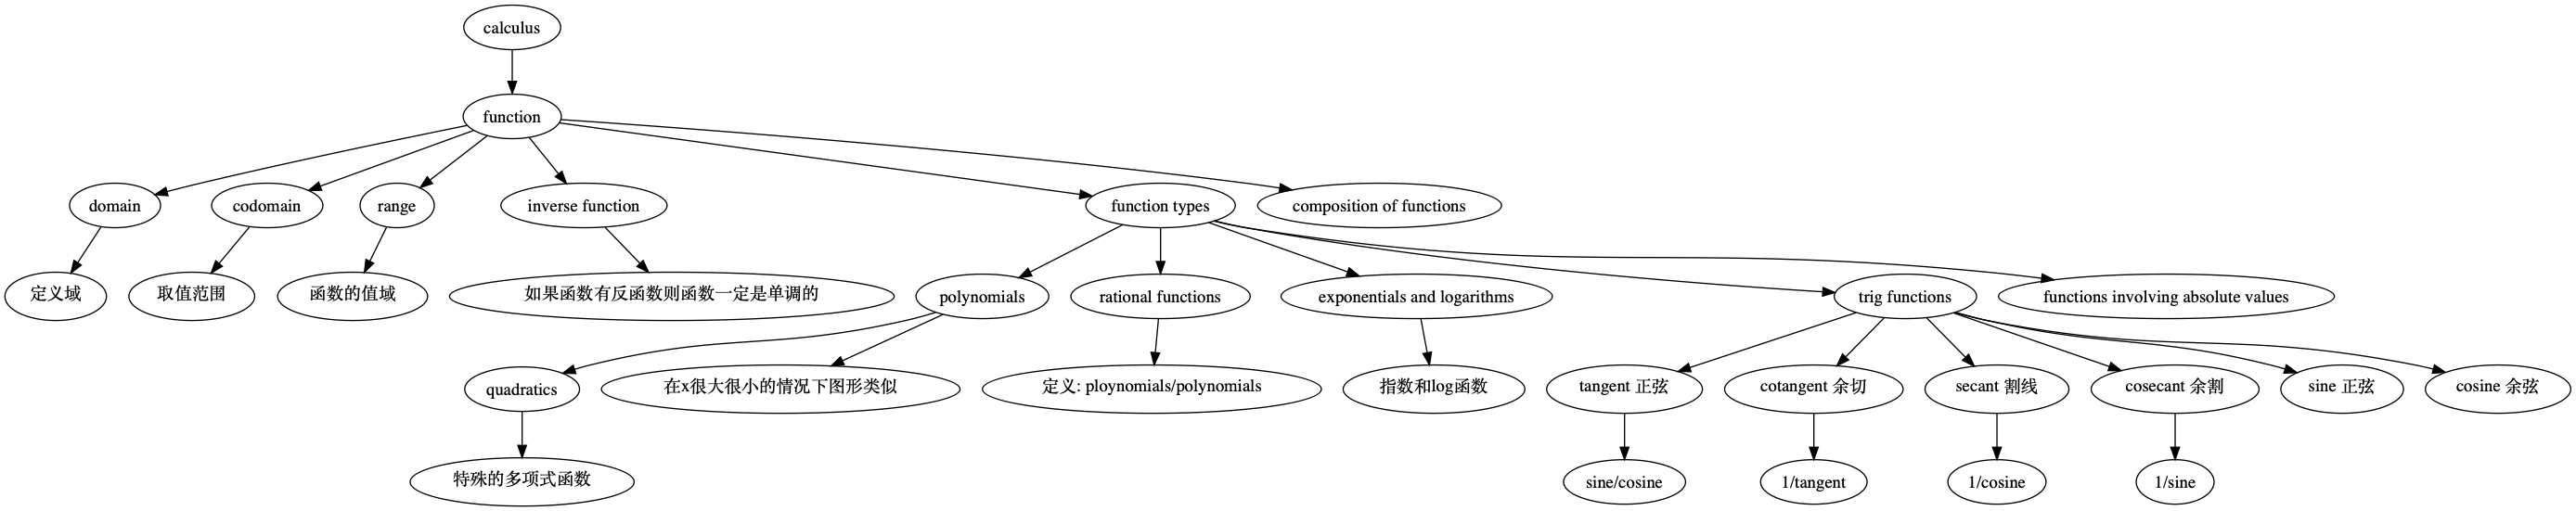 calculus
function
domain
codomain
range
inverse function
function types
composition of functions
定义域
取值范围
函数的值域
如果函数有反函数则函数一定是单调的
polynomials
rational functions
exponentials and logarithms
trig functions
functions involving absolute values
quadratics
在x很大很小的情况下图形类似
定义: ploynomials/polynomials
指数和log函数
tangent 正弦
cotangent 余切
secant 割线
cosecant 余割
sine 正弦
cosine 余弦
特殊的多项式函数
sine/cosine
1/tangent
1/cosine
1/sine